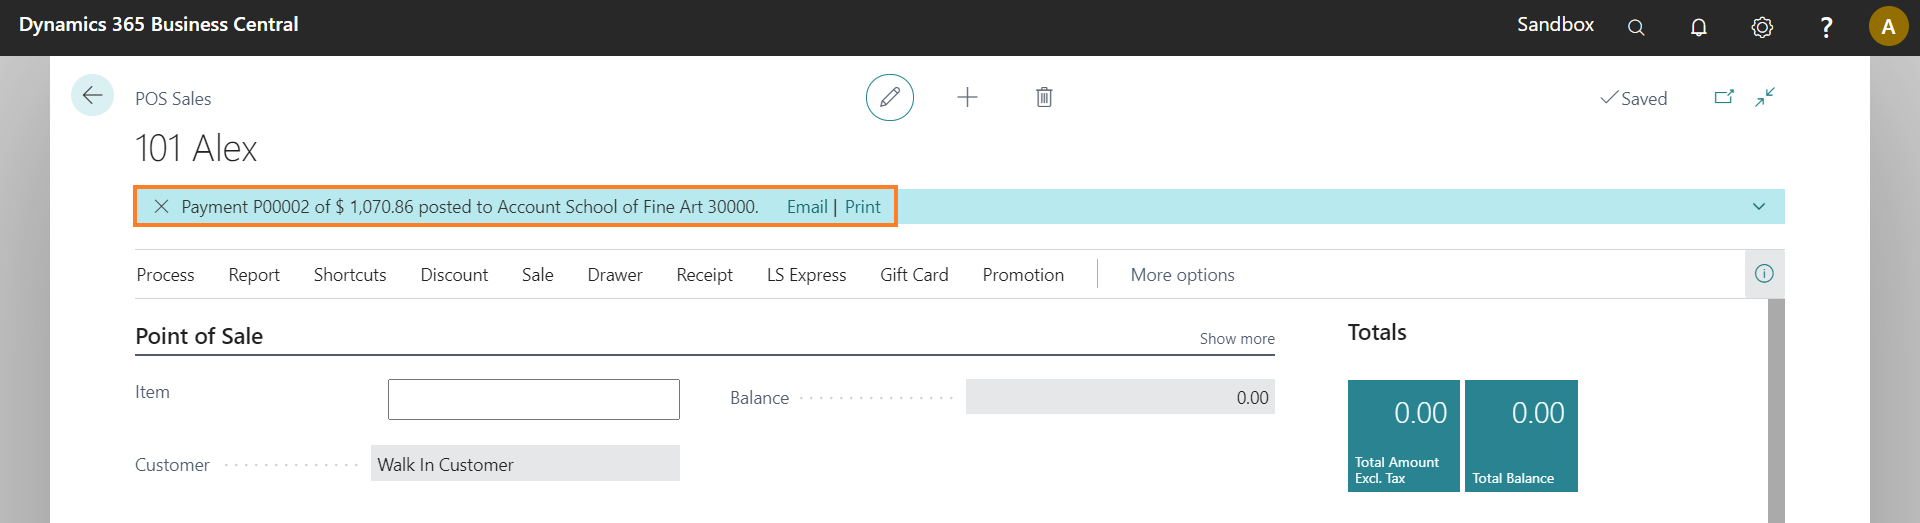 Dynamics 365 Business Central
Sandbox
?
A
POS Sales
Saved
101 Alex
Payment P00002 of $ 1,070.86 posted to Account School of Fine Art 30000. Email | Print
Process Report Shortcuts Discount Sale Drawer Receipt LS Express Gift Card Promotion More options
Point of Sale
Show more
Totals
Item
Balance 0.00
Customer Walk In Customer
0.00
Total Amount
Excl. Tax
0.00
Total Balance